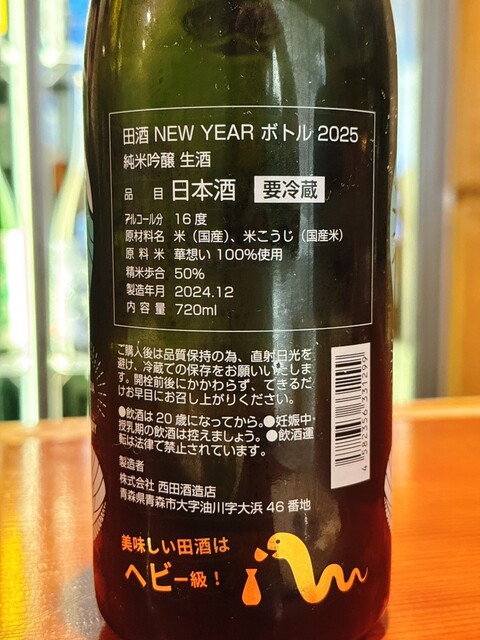 田酒 NEW YEAR ボトル 2025
純米吟醸 生酒
品 目 日本酒 要冷蔵
アルコール分 16度
原材料名 米(国産)、米こうじ(国産米)
原料米 華想い 100%使用
精米歩合 50%
製造年月 2024.12
内容量 720ml
ご購入後は品質保持の為、直射日光を
避け、冷蔵での保存をお願いいたしま
す。開栓前後にかかわらず、できるだ
けお早目にお召し上がりください。
●飲酒は20歳になってから。●妊娠中・
授乳期の飲酒は控えましょう。●飲酒運
転は法律で禁止されています。
製造者
株式会社 西田酒造店
青森県青森市大字油川字大浜 46 番地
4 582356 331299
美味しい田酒は
ヘビー級!